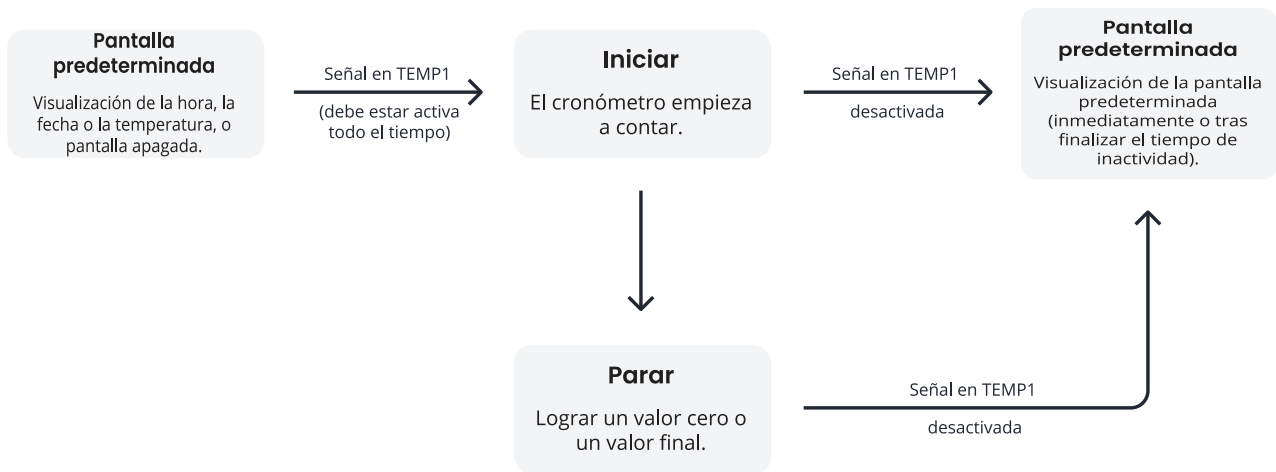 Pantalla
predeterminada
Visualización de la hora, la
fecha o la temperatura, o
pantalla apagada.
Señal en TEMP1
(debe estar activa
todo el tiempo)
Iniciar
El cronómetro empieza
a contar.
Señal en TEMP1
desactivada
Pantalla
predeterminada
Visualización de la pantalla
predeterminada
(inmediatamente o tras
finalizar el tiempo de
inactividad).
Parar
Lograr un valor cero o
un valor final.
Señal en TEMP1
desactivada